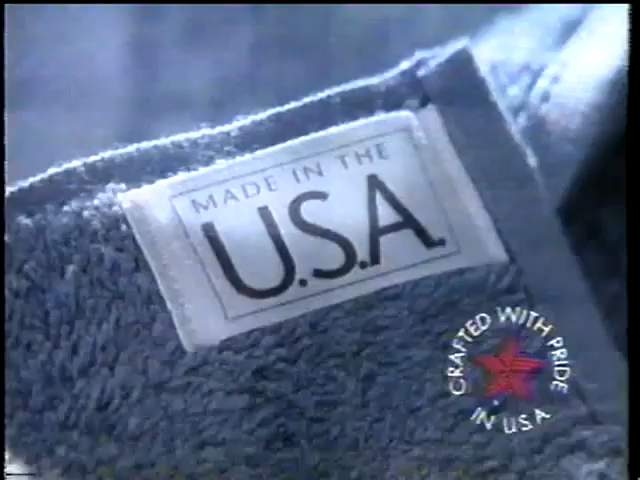 MADE IN THE
U.S.A.
CRAFTED WITH PRIDE
IN U.S.A